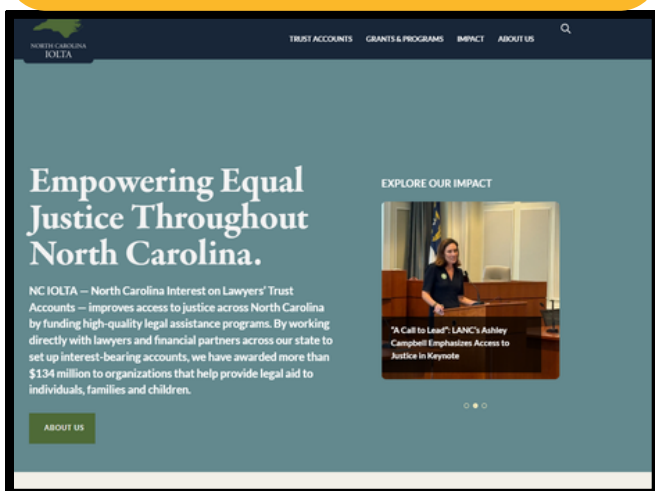 NORTH CAROLINA
IOLTA
TRUST ACCOUNTS GRANTS & PROGRAMS IMPACT ABOUT US
Empowering Equal
Justice Throughout
North Carolina.
NC IOLTA — North Carolina Interest on Lawyers' Trust
Accounts — improves access to justice across North Carolina
by funding high-quality legal assistance programs. By working
directly with lawyers and financial partners across our state to
set up interest-bearing accounts, we have awarded more than
$134 million to organizations that help provide legal aid to
individuals, families and children.
ABOUT US
EXPLORE OUR IMPACT
"A Call to Lead": LANC's Ashley
Campbell Emphasizes Access to
Justice in Keynote